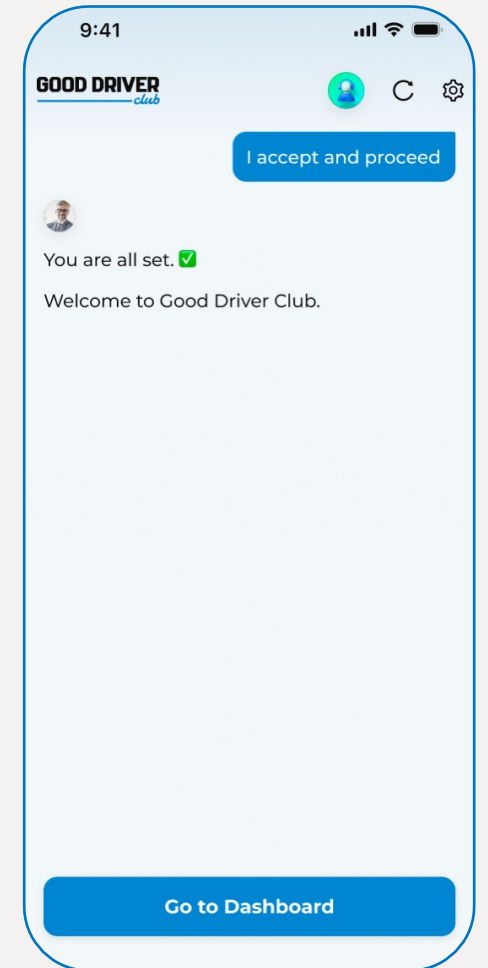 9:41
GOOD DRIVER
club
I accept and proceed
You are all set. ✅
Welcome to Good Driver Club.
Go to Dashboard